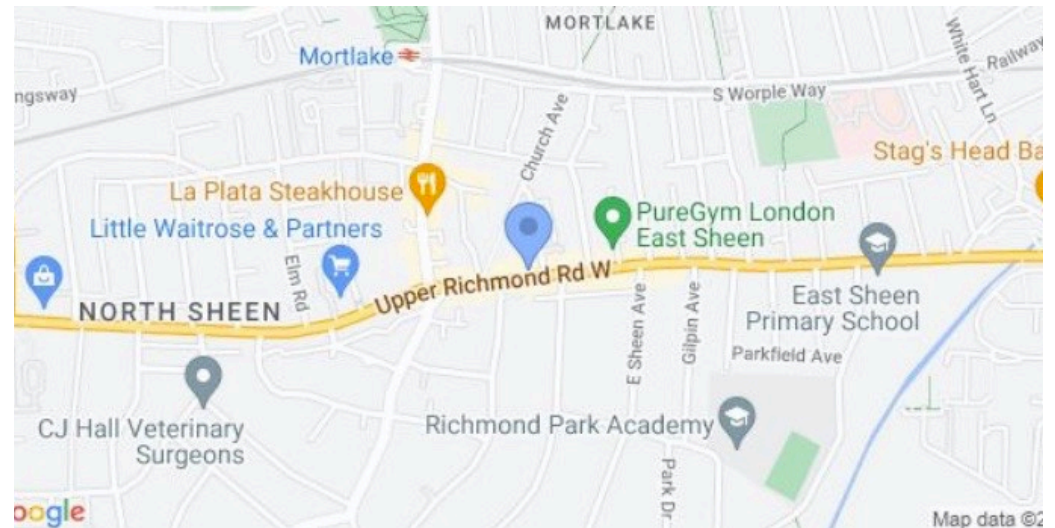 MORTLAKE
Mortlake
ngsway
S Worple Way
White Hart Ln
Railway
Church Ave
Stag's Head Ba
La Plata Steakhouse
Little Waitrose & Partners
PureGym London
East Sheen
Elm Rd
Upper Richmond Rd W
NORTH SHEEN
East Sheen
Primary School
E Sheen Ave
Gilpin Ave
Parkfield Ave
CJ Hall Veterinary
Surgeons
Richmond Park Academy
Park Dr.
oogle
Map data ©2